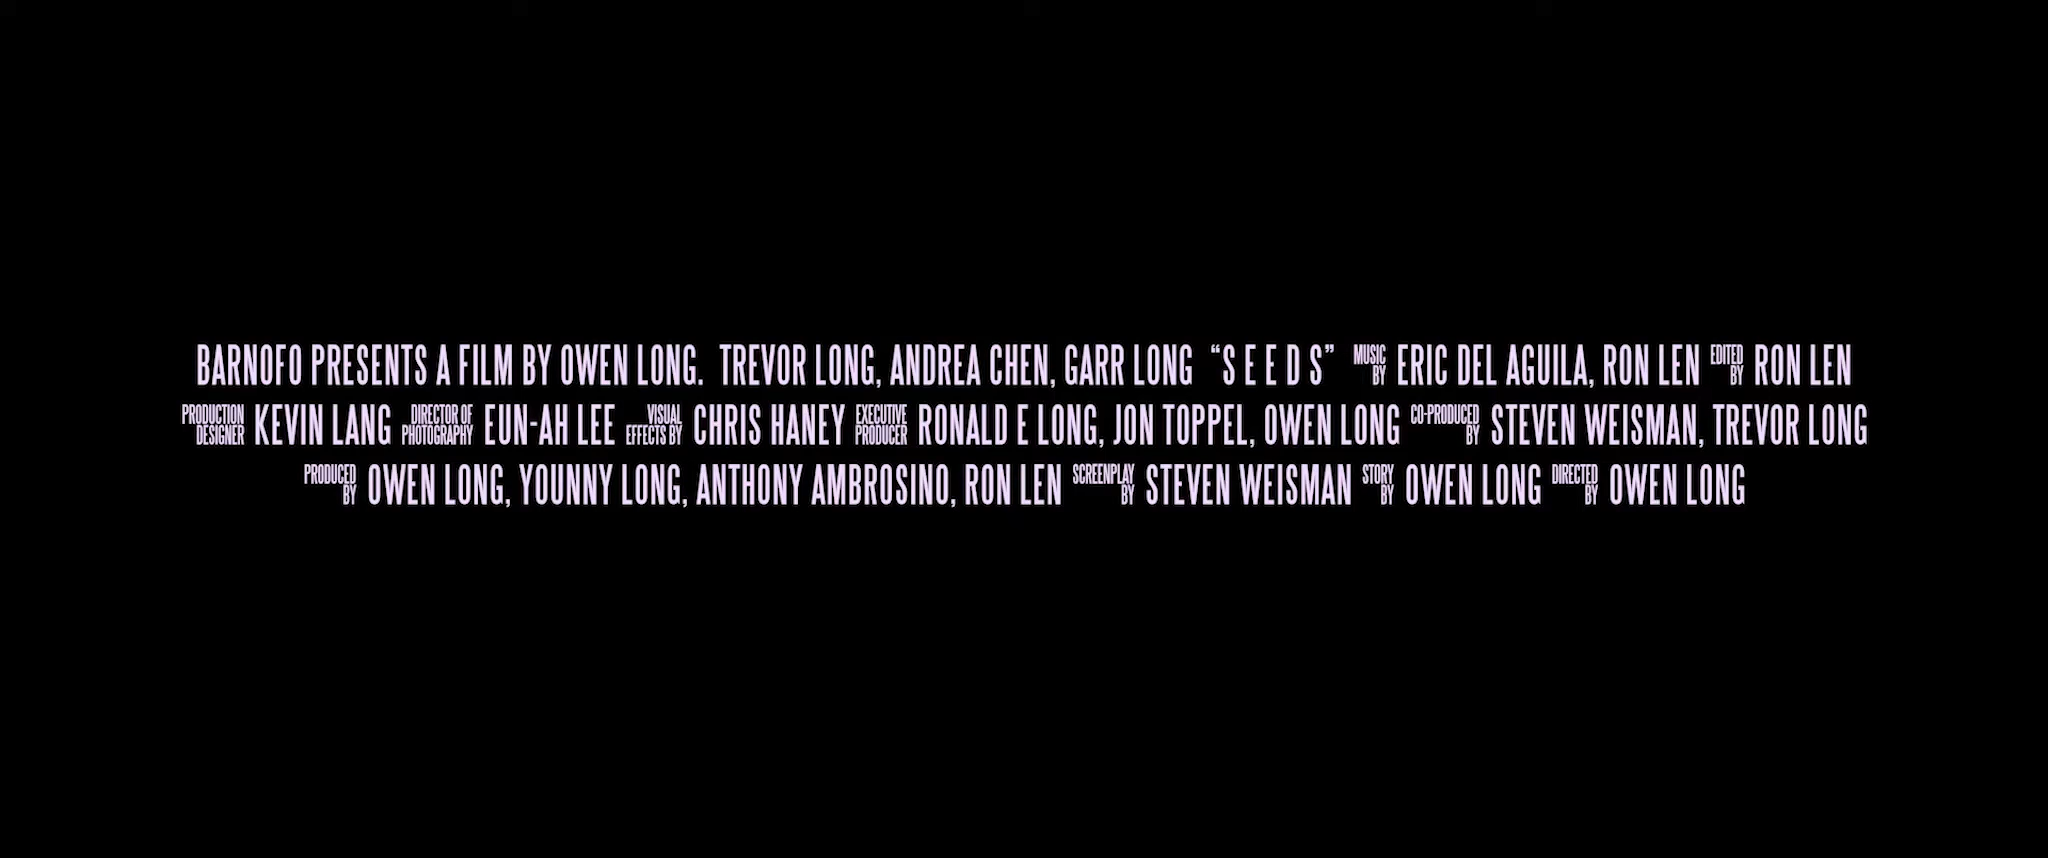 BARNOFO PRESENTS A FILM BY OWEN LONG. TREVOR LONG, ANDREA CHEN, GARR LONG “S E E D S” MUSIC BY ERIC DEL AGUILA, RON LEN EDITED BY RON LEN
PRODUCTION DESIGNER KEVIN LANG DIRECTOR OF PHOTOGRAPHY EUN-AH LEE VISUAL EFFECTS BY CHRIS HANEY EXECUTIVE PRODUCER RONALD E LONG, JON TOPPEL, OWEN LONG CO-PRODUCED BY STEVEN WEISMAN, TREVOR LONG
PRODUCED BY OWEN LONG, YOUNNY LONG, ANTHONY AMBROSINO, RON LEN SCREENPLAY BY STEVEN WEISMAN STORY BY OWEN LONG DIRECTED BY OWEN LONG